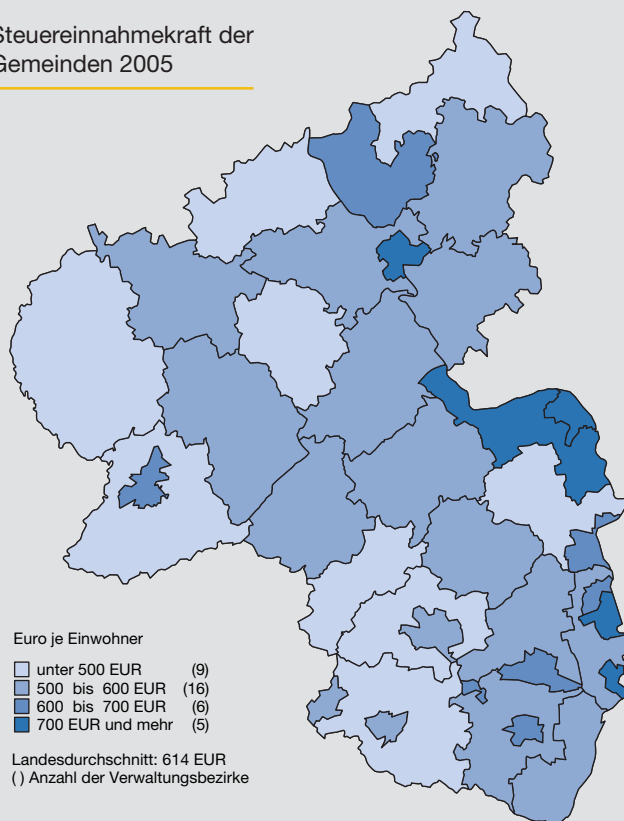 Steuereinnahmekraft der
Gemeinden 2005
Euro je Einwohner
unter 500 EUR (9)
500 bis 600 EUR (16)
600 bis 700 EUR (6)
700 EUR und mehr (5)
Landesdurchschnitt: 614 EUR
( ) Anzahl der Verwaltungsbezirke